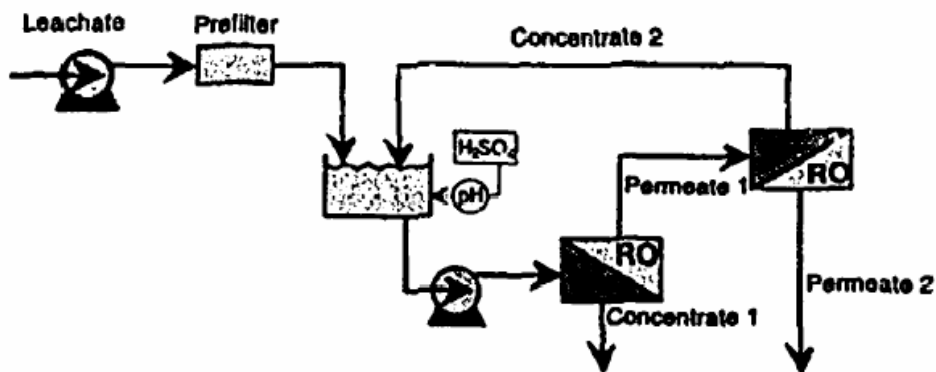 Leachate
Prefilter
Concentrate 2
H₂SO₄
pH
Permeate 1
RO
RO
Permeate 2
Concentrate 1